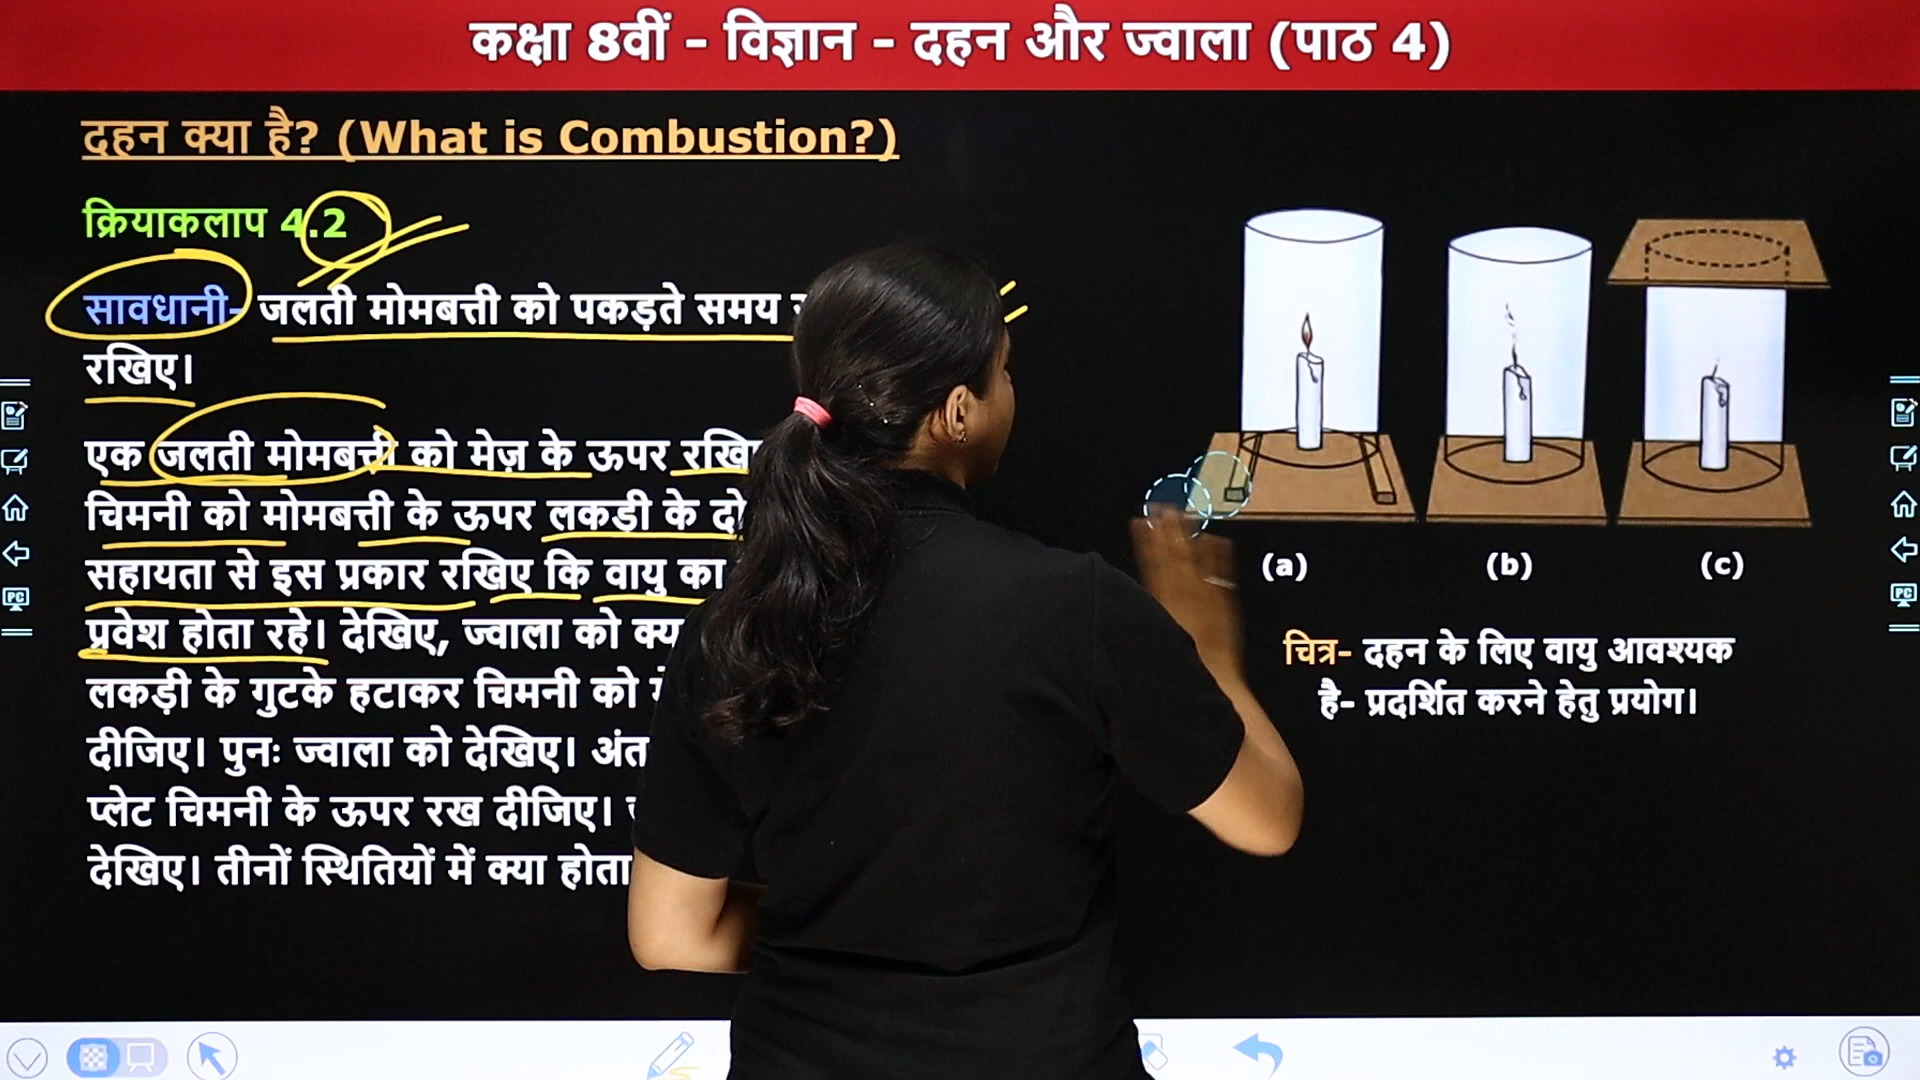 कक्षा 8वीं - विज्ञान - दहन और ज्वाला (पाठ 4)
दहन क्या है? (What is Combustion?)
क्रियाकलाप 4.2
सावधानी- जलती मोमबत्ती को पकड़ते समय
रखिए।
एक जलती मोमबत्ती को मेज़ के ऊपर
चिमनी को मोमबत्ती के ऊपर लकड़ी के
सहायता से इस प्रकार रखिए कि वायु का
प्रवेश होता रहे। देखिए, ज्वाला को
लकड़ी के गुटके हटाकर चिमनी को
दीजिए। पुनः ज्वाला को देखिए।
प्लेट चिमनी के ऊपर रख दीजिए।
देखिए। तीनों स्थितियों में क्या होता
(a) (b) (c)
चित्र- दहन के लिए वायु आवश्यक
है- प्रदर्शित करने हेतु प्रयोग।
PC
PC